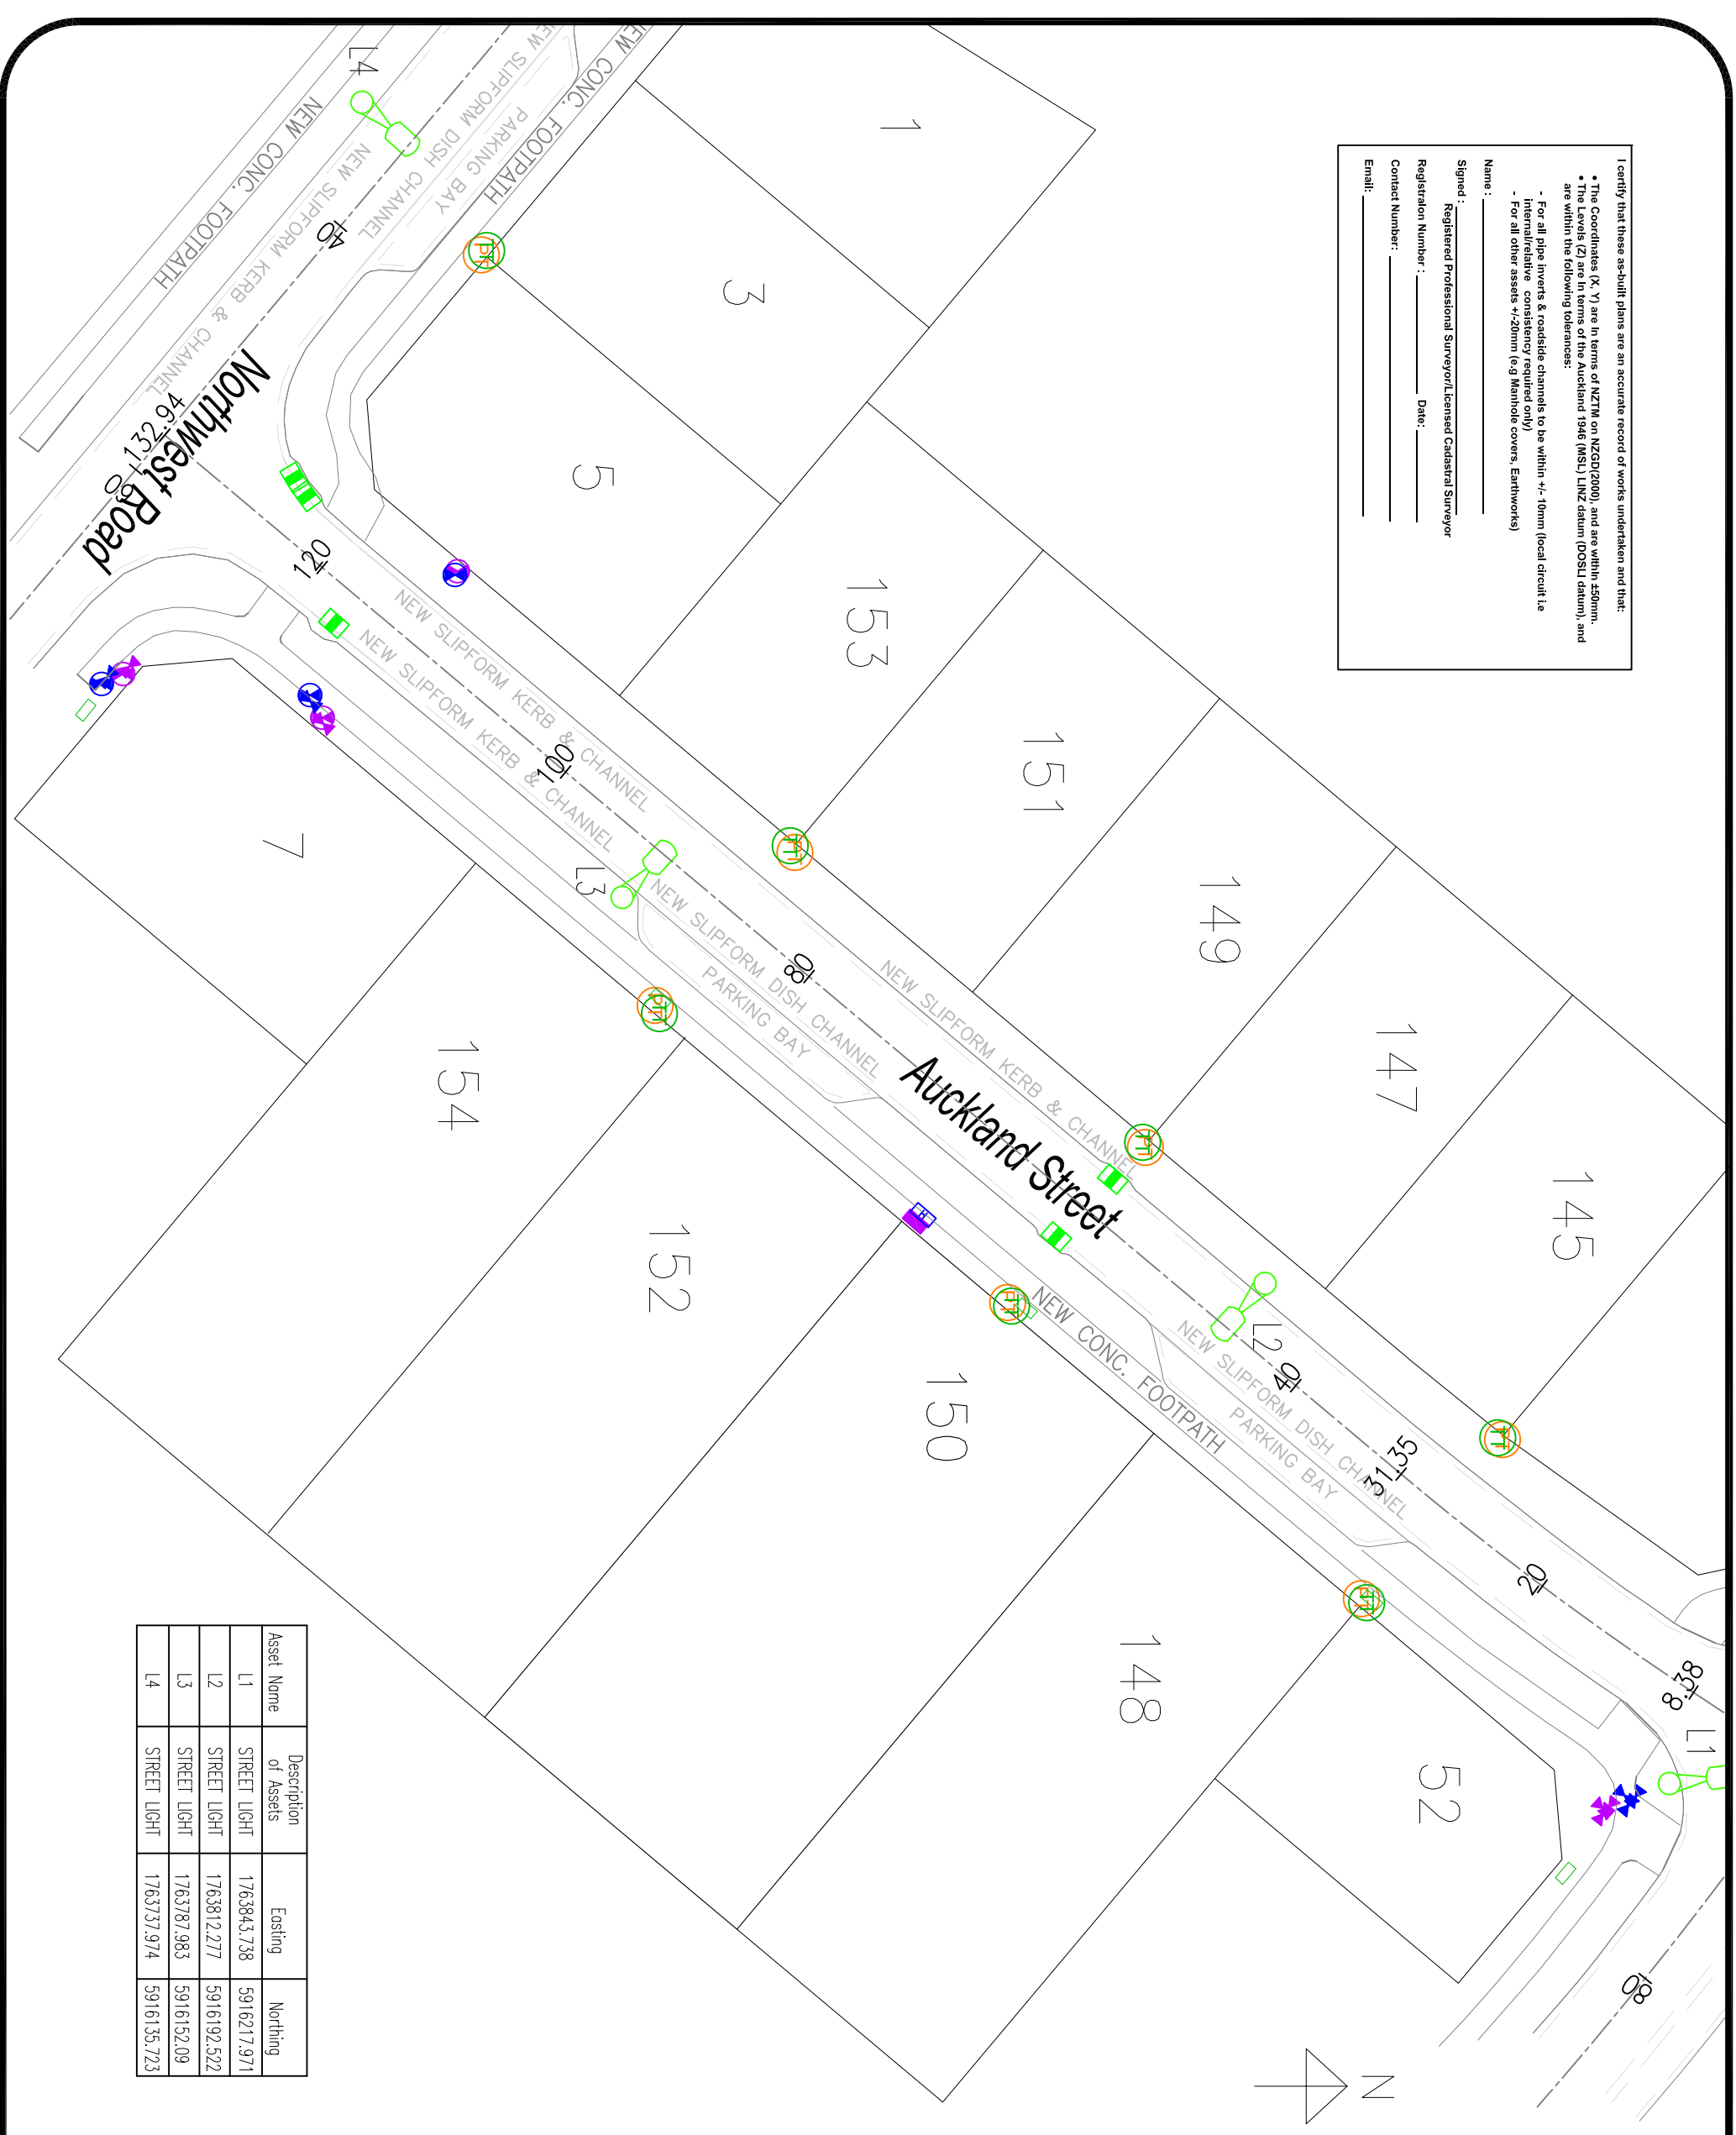 I certify that these as-built plans are an accurate record of works undertaken and that:
• The Coordinates (X, Y) are in terms of NZTM on NZGD(2000), and are within ±50mm.
• The Levels (Z) are in terms of the Auckland 1946 (MSL) LINZ datum (DOSLI datum), and
are within the following tolerances:
- For all pipe inverts & roadside channels to be within +/- 10mm (local circuit i.e
internal/relative consistency required only)
- For all other assets +/-20mm (e.g Manhole covers, Earthworks)
Name :
Signed :
Registered Professional Surveyor/Licensed Cadastral Surveyor
Registraion Number : Date:
Contact Number:
Email:
1
3
5
153
151
149
147
145
7
154
152
150
148
52
L4
L3
L2
L1
NEW CONC. FOOTPATH
NEW SLIPFORM KERB & CHANNEL
NEW SLIPFORM DISH CHANNEL
PARKING BAY
NEW CONC. FOOTPATH
40
60
132.94
Northwest Road
120
NEW SLIPFORM KERB & CHANNEL
NEW SLIPFORM KERB & CHANNEL
100
NEW SLIPFORM DISH CHANNEL
PARKING BAY
80
NEW SLIPFORM KERB & CHANNEL
Auckland Street
NEW CONC. FOOTPATH
NEW SLIPFORM DISH CHANNEL
PARKING BAY
40
31.35
20
8.38
80
N
Asset Name Description of Assets Easting Northing
L1 STREET LIGHT 1763843.738 5916217.971
L2 STREET LIGHT 1763812.277 5916192.522
L3 STREET LIGHT 1763787.983 5916152.09
L4 STREET LIGHT 1763737.974 5916135.723